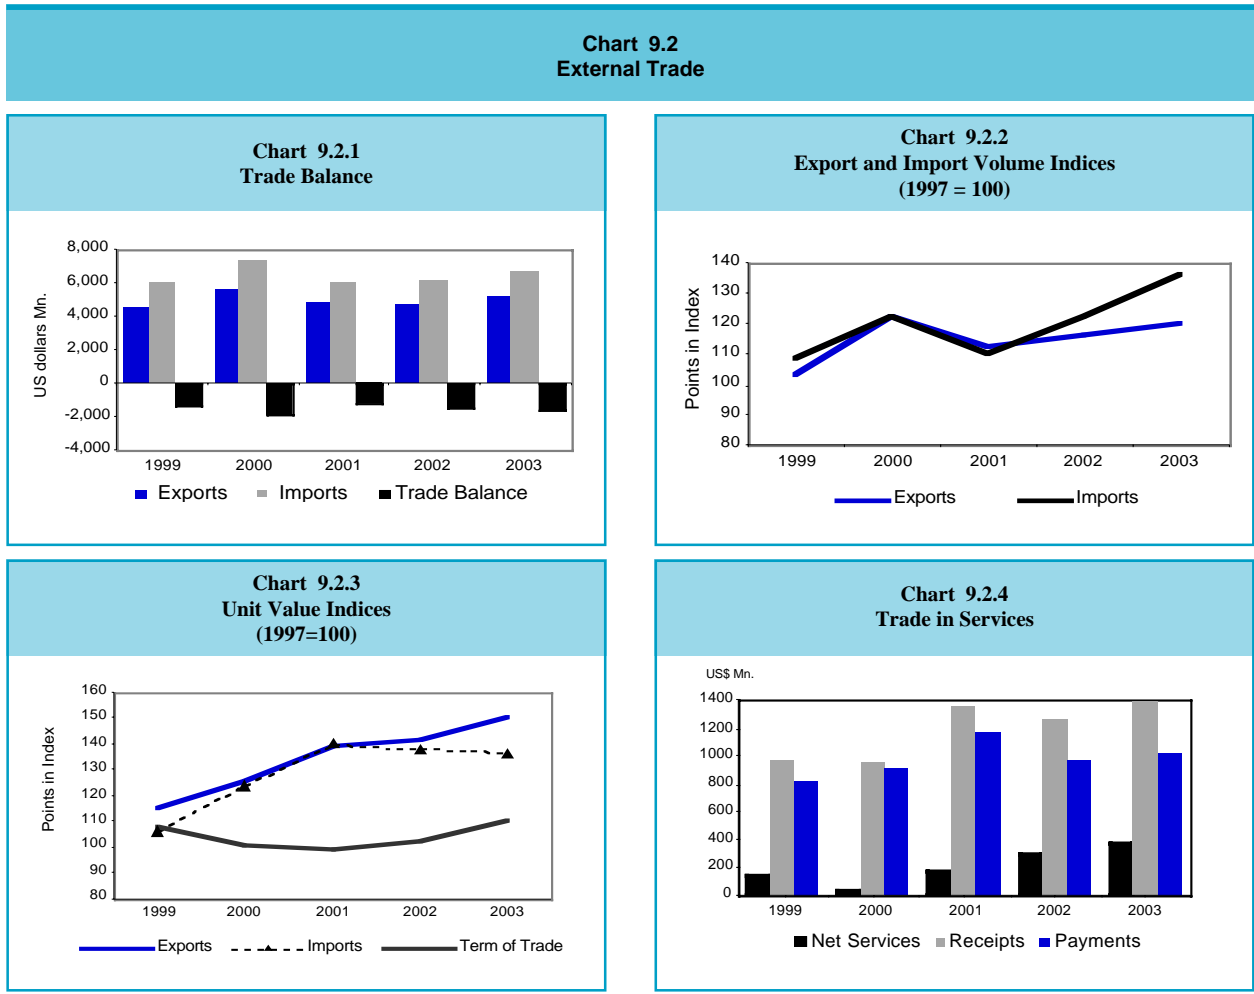 Chart 9.2
External Trade
Chart 9.2.1
Trade Balance
US dollars Mn.
8,000
6,000
4,000
2,000
0
-2,000
-4,000
1999 2000 2001 2002 2003
Exports Imports Trade Balance
Chart 9.2.2
Export and Import Volume Indices
(1997 = 100)
Points in Index
140
130
120
110
100
90
80
1999 2000 2001 2002 2003
Exports Imports
Chart 9.2.3
Unit Value Indices
(1997=100)
Points in Index
160
150
140
130
120
110
100
90
80
1999 2000 2001 2002 2003
Exports Imports Term of Trade
Chart 9.2.4
Trade in Services
US$ Mn.
1400
1200
1000
800
600
400
200
0
1999 2000 2001 2002 2003
Net Services Receipts Payments